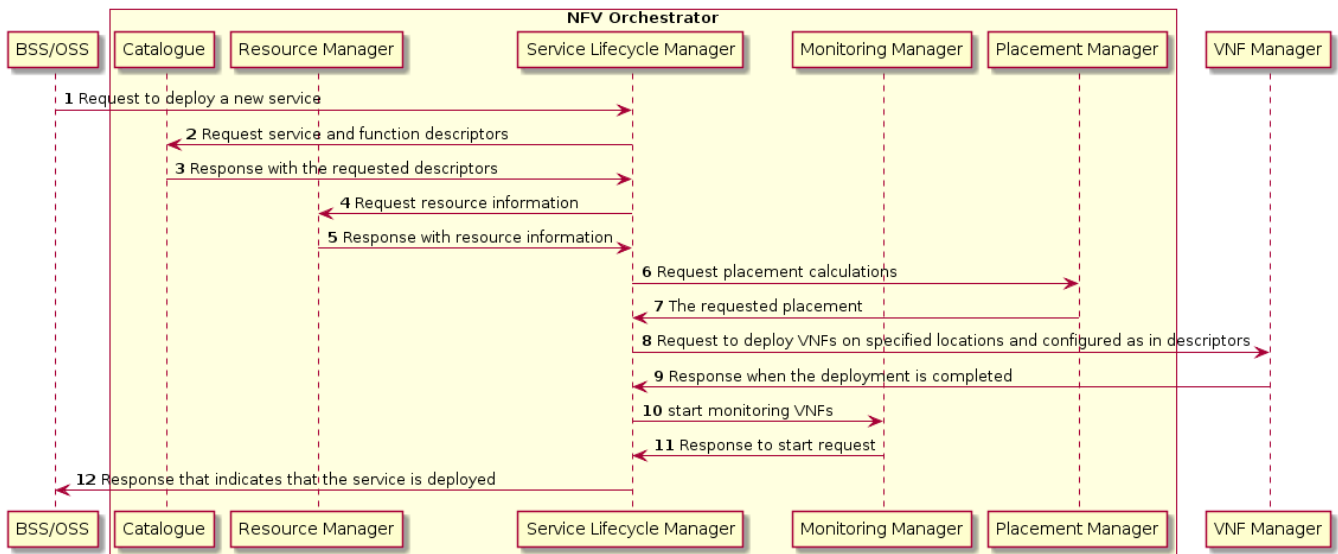 NFV Orchestrator
BSS/OSS Catalogue Resource Manager Service Lifecycle Manager Monitoring Manager Placement Manager VNF Manager
1 Request to deploy a new service
2 Request service and function descriptors
3 Response with the requested descriptors
4 Request resource information
5 Response with resource information
6 Request placement calculations
7 The requested placement
8 Request to deploy VNFs on specified locations and configured as in descriptors
9 Response when the deployment is completed
10 start monitoring VNFs
11 Response to start request
12 Response that indicates that the service is deployed
BSS/OSS Catalogue Resource Manager Service Lifecycle Manager Monitoring Manager Placement Manager VNF Manager